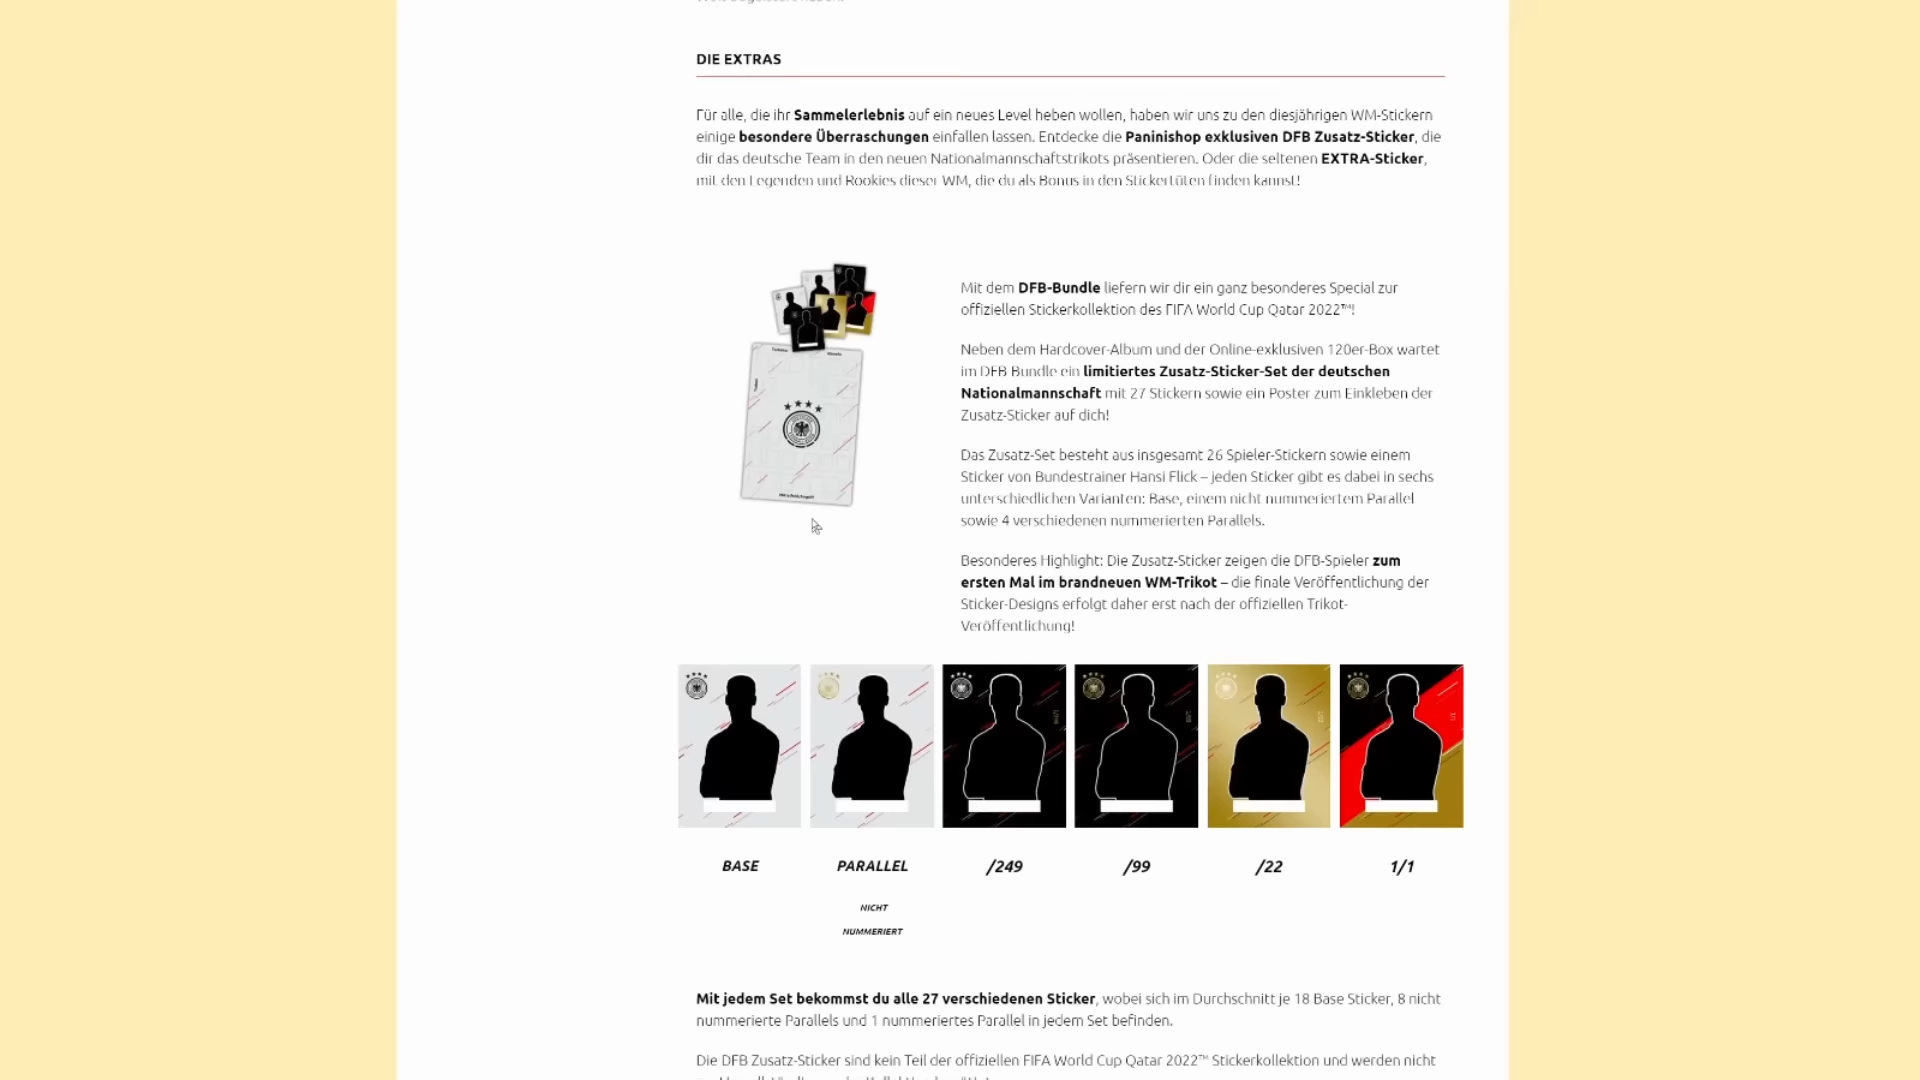 DIE EXTRAS
Für alle, die ihr Sammelerlebnis auf ein neues Level heben wollen, haben wir uns zu den diesjährigen WM-Stickern
einige besondere Überraschungen einfallen lassen. Entdecke die Paninishop exklusiven DFB Zusatz-Sticker, die
dir das deutsche Team in den neuen Nationalmannschaftstrikots präsentieren. Oder die seltenen EXTRA-Sticker,
mit den Legenden und Rookies dieser WM, die du als Bonus in den Stickertüten finden kannst!
Mit dem DFB-Bundle liefern wir dir ein ganz besonderes Special zur
offiziellen Stickerkollektion des FIFA World Cup Qatar 2022™!
Neben dem Hardcover-Album und der Online-exklusiven 120er-Box wartet
im DFB Bundle ein limitiertes Zusatz-Sticker-Set der deutschen
Nationalmannschaft mit 27 Stickern sowie ein Poster zum Einkleben der
Zusatz-Sticker auf dich!
Das Zusatz-Set besteht aus insgesamt 26 Spieler-Stickern sowie einem
Sticker von Bundestrainer Hansi Flick – jeden Sticker gibt es dabei in sechs
unterschiedlichen Varianten: Base, einem nicht nummeriertem Parallel
sowie 4 verschiedenen nummerierten Parallels.
Besonderes Highlight: Die Zusatz-Sticker zeigen die DFB-Spieler zum
ersten Mal im brandneuen WM-Trikot – die finale Veröffentlichung der
Sticker-Designs erfolgt daher erst nach der offiziellen Trikot-
Veröffentlichung!
BASE
PARALLEL
/249
/99
/22
1/1
NICHT
NUMMERIERT
Mit jedem Set bekommst du alle 27 verschiedenen Sticker, wobei sich im Durchschnitt je 18 Base Sticker, 8 nicht
nummerierte Parallels und 1 nummeriertes Parallel in jedem Set befinden.
Die DFB Zusatz-Sticker sind kein Teil der offiziellen FIFA World Cup Qatar 2022™ Stickerkollektion und werden nicht